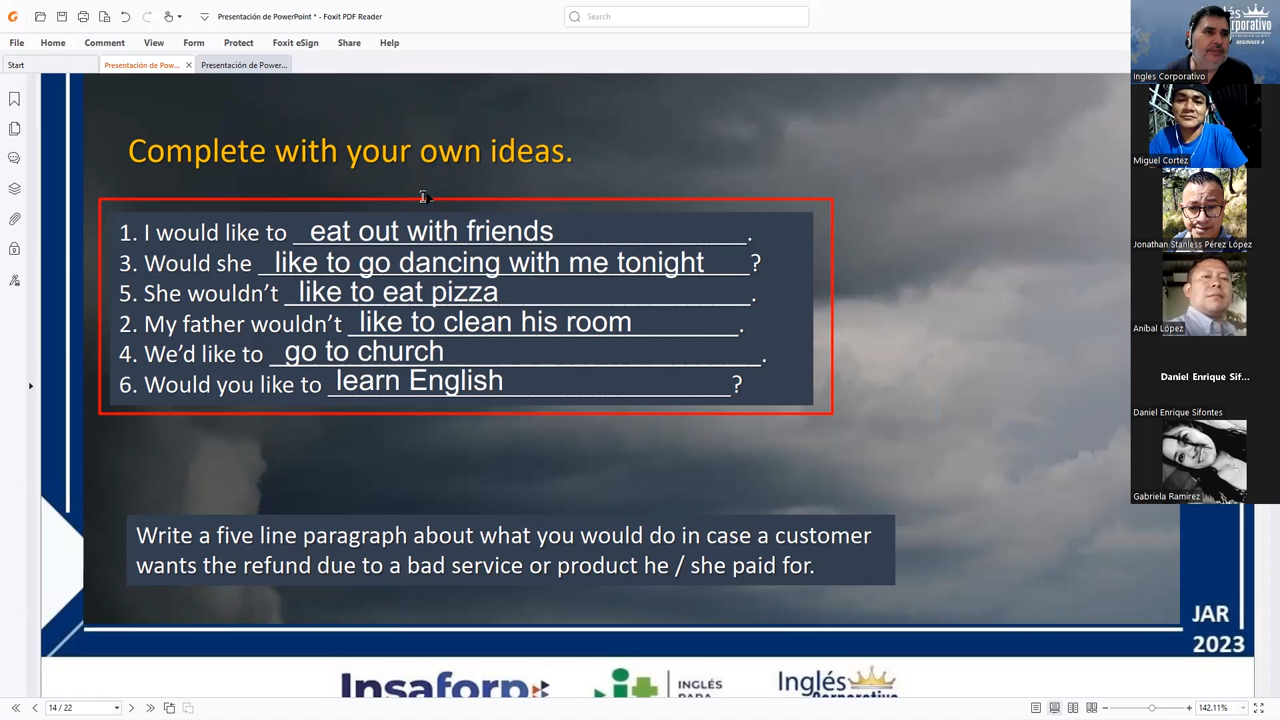 Presentación de PowerPoint * - Foxit PDF Reader
Search
File Home Comment View Form Protect Foxit eSign Share Help
Start
Presentación de Pow... ×
Presentación de Power...
Complete with your own ideas.
1. I would like to eat out with friends.
3. Would she like to go dancing with me tonight?
5. She wouldn't like to eat pizza.
2. My father wouldn't like to clean his room.
4. We'd like to go to church.
6. Would you like to learn English?
Write a five line paragraph about what you would do in case a customer
wants the refund due to a bad service or product he / she paid for.
JAR
2023
Insaforp
INGLÉS
Inglés
Corporativo
14 / 22
142.11%
BEGINNER 4
Ingles Corporativo
Miguel Cortez
Jonathan Stanless Pérez López
Aníbal López
Daniel Enrique Sif...
Daniel Enrique Sifontes
Gabriela Ramirez